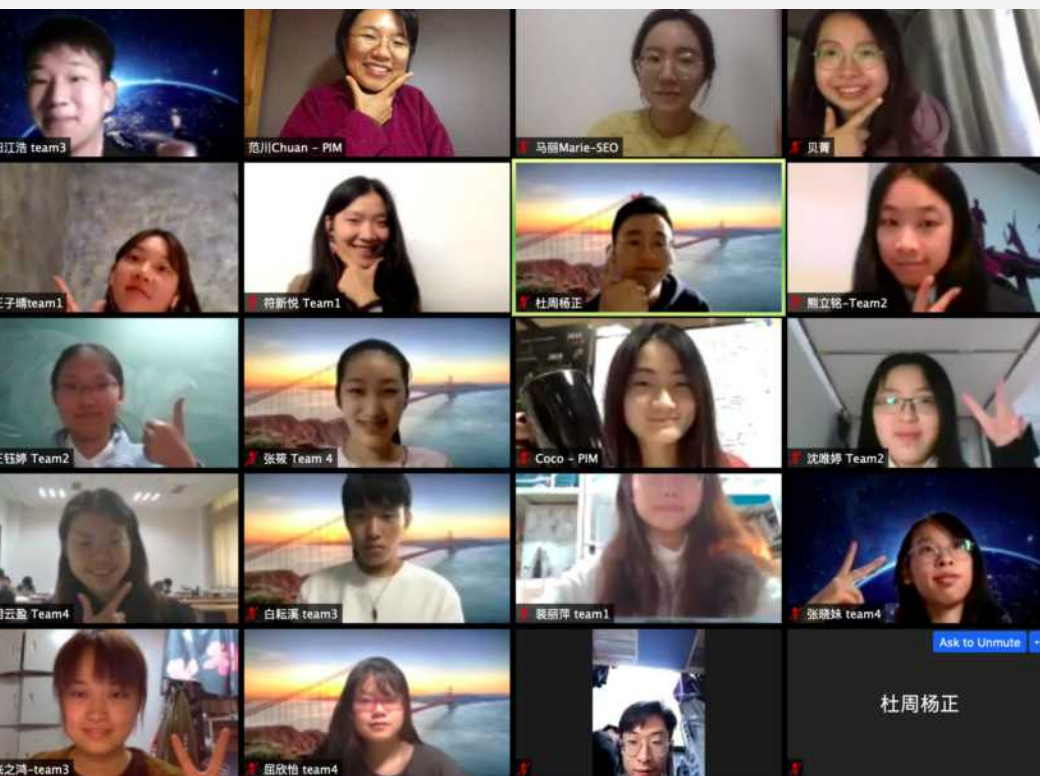 江浩 team3
范川Chuan - PIM
马丽Marie-SEO
贝菁
子晴team1
符新悦 Team1
杜周杨正
熊立铭-Team2
钰婷 Team2
张筱 Team 4
Coco - PIM
沈唯婷 Team2
云盈 Team4
白耘溪 team3
裴丽萍 team1
张晓妹 team4
Ask to Unmute
杜周杨正
之鸿-team3
屈欣怡 team4